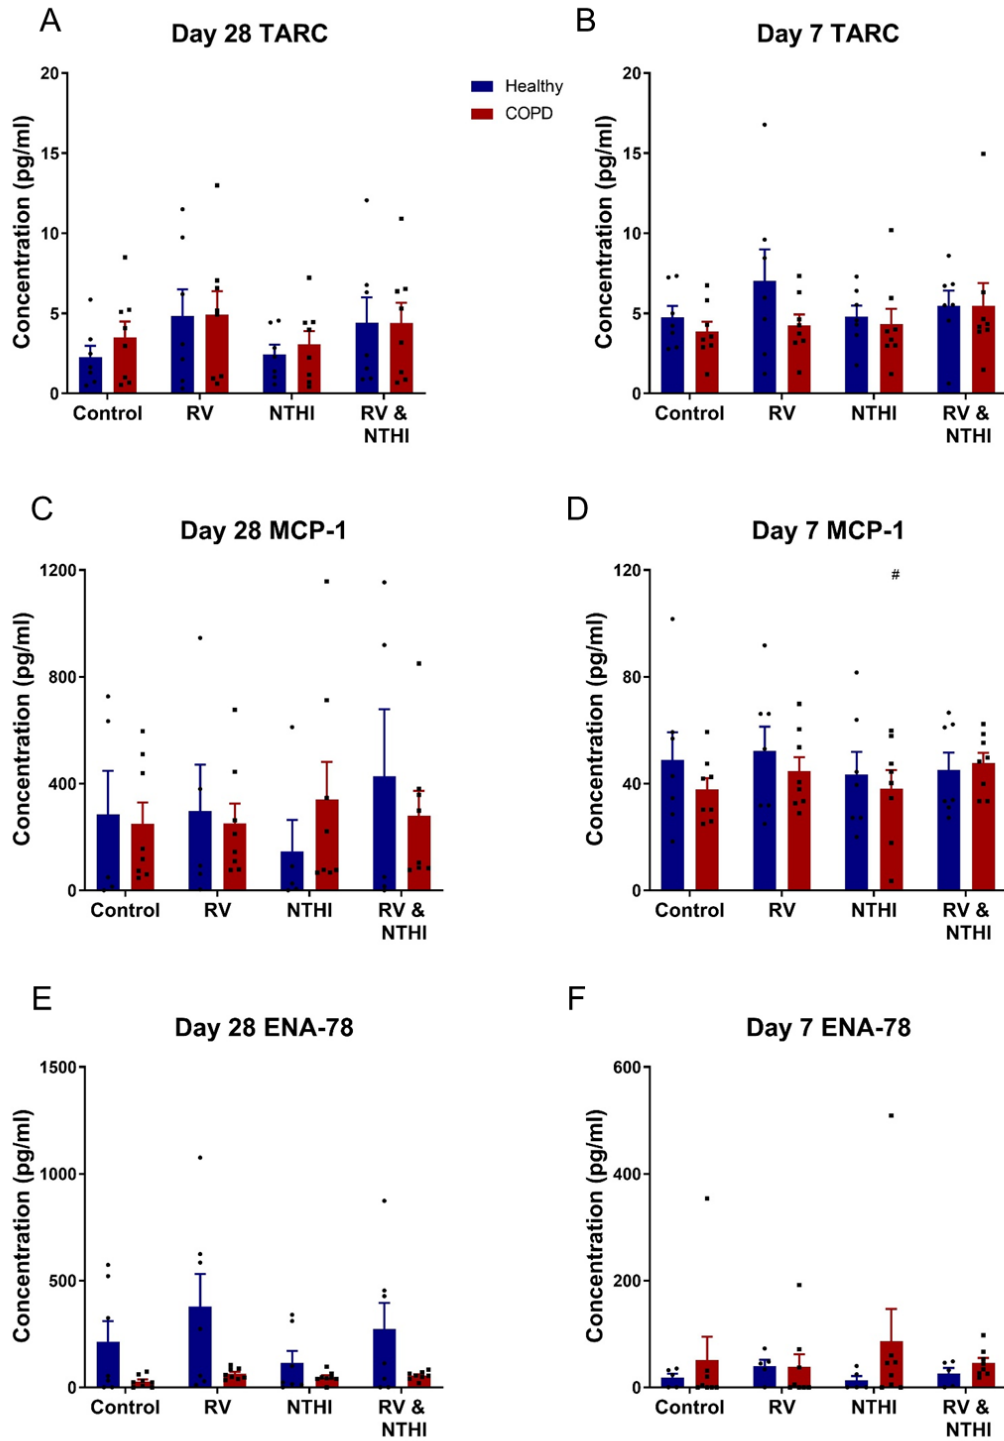 A
Day 28 TARC
Concentration (pg/ml)
20
15
10
5
0
Control
RV
NTHI
RV &
NTHI
Healthy
COPD
B
Day 7 TARC
Concentration (pg/ml)
20
15
10
5
0
Control
RV
NTHI
RV &
NTHI
C
Day 28 MCP-1
Concentration (pg/ml)
1200
800
400
0
Control
RV
NTHI
RV &
NTHI
D
Day 7 MCP-1
Concentration (pg/ml)
120
80
40
0
#
Control
RV
NTHI
RV &
NTHI
E
Day 28 ENA-78
Concentration (pg/ml)
1500
1000
500
0
Control
RV
NTHI
RV &
NTHI
F
Day 7 ENA-78
Concentration (pg/ml)
600
400
200
0
Control
RV
NTHI
RV &
NTHI